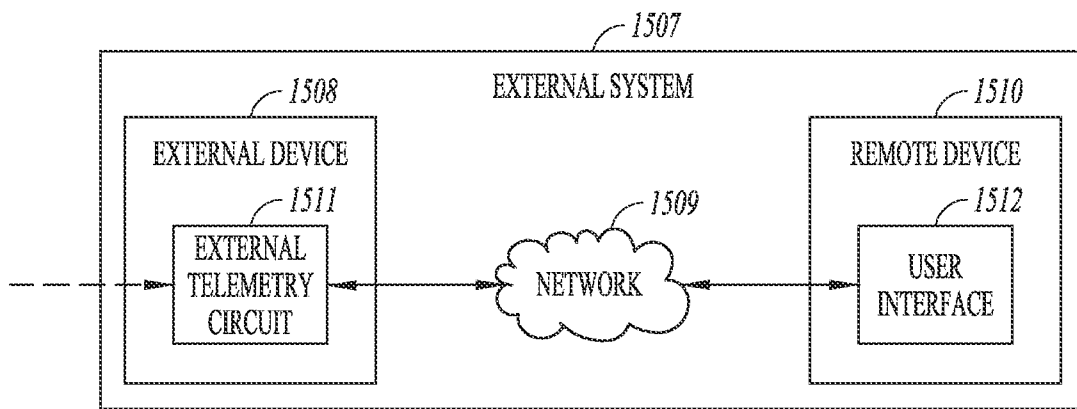 1507
EXTERNAL SYSTEM
1508
EXTERNAL DEVICE
1511
EXTERNAL
TELEMETRY
CIRCUIT
1509
NETWORK
1510
REMOTE DEVICE
1512
USER
INTERFACE